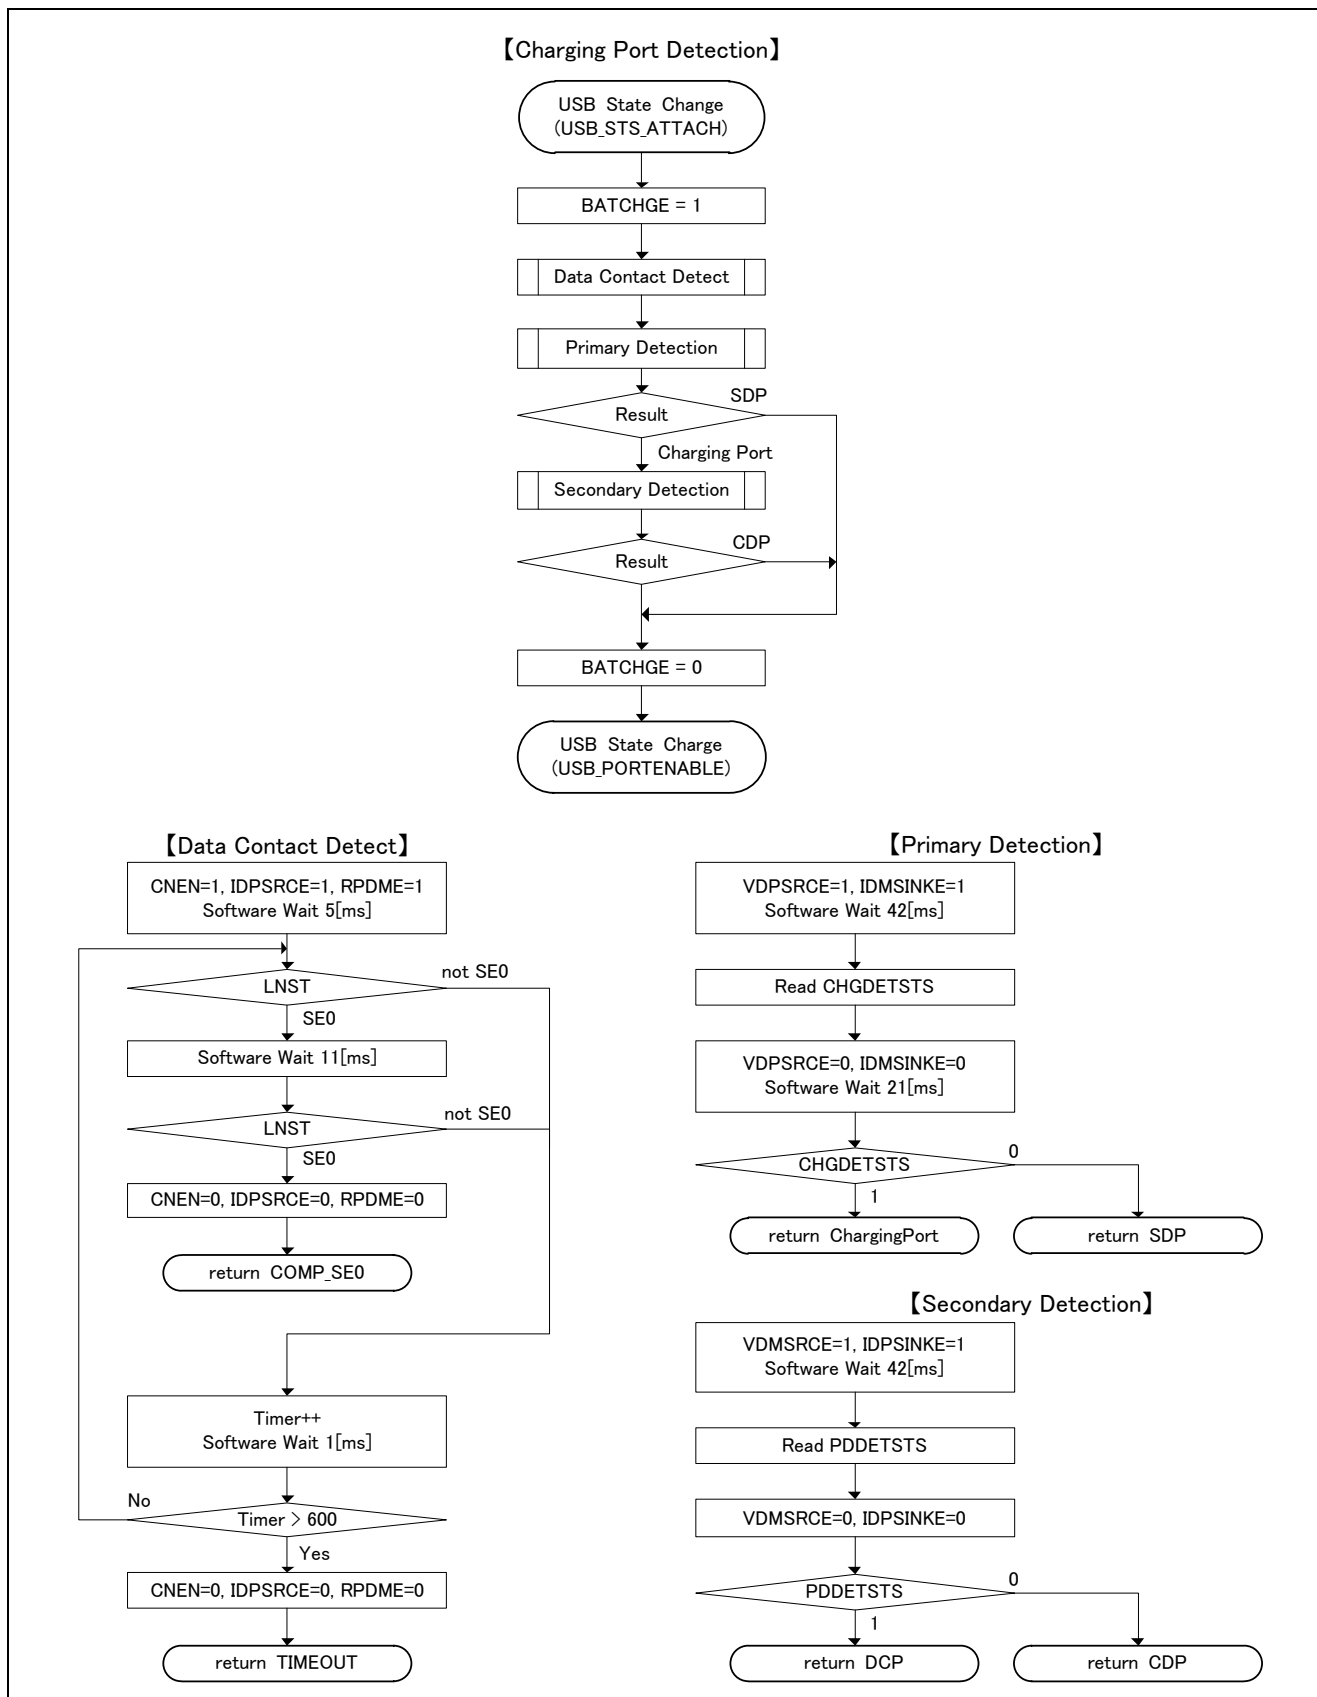 【Charging Port Detection】
USB State Change
(USB_STS_ATTACH)
BATCHGE = 1
Data Contact Detect
Primary Detection
SDP
Result
Charging Port
Secondary Detection
CDP
Result
BATCHGE = 0
USB State Charge
(USB_PORTENABLE)
【Data Contact Detect】
CNEN=1, IDPSRCE=1, RPDME=1
Software Wait 5[ms]
not SE0
LNST
SE0
Software Wait 11[ms]
not SE0
LNST
SE0
CNEN=0, IDPSRCE=0, RPDME=0
return COMP_SE0
Timer++
Software Wait 1[ms]
No
Timer > 600
Yes
CNEN=0, IDPSRCE=0, RPDME=0
return TIMEOUT
【Primary Detection】
VDPSRCE=1, IDMSINKE=1
Software Wait 42[ms]
Read CHGDETSTS
VDPSRCE=0, IDMSINKE=0
Software Wait 21[ms]
0
CHGDETSTS
1
return ChargingPort
return SDP
【Secondary Detection】
VDMSRCE=1, IDPSINKE=1
Software Wait 42[ms]
Read PDDETSTS
VDMSRCE=0, IDPSINKE=0
0
PDDETSTS
1
return DCP
return CDP